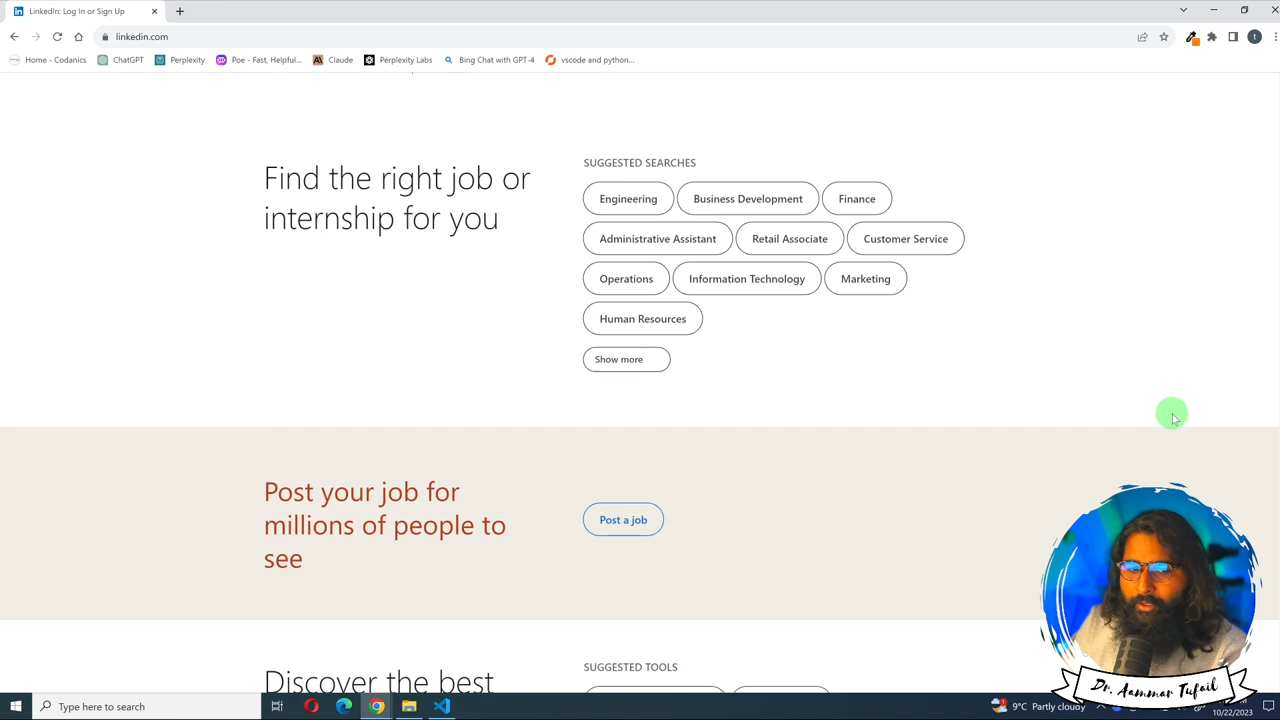 LinkedIn: Log In or Sign Up
linkedin.com
Home - Codanics
ChatGPT
Perplexity
Poe - Fast, Helpful...
Claude
Perplexity Labs
Bing Chat with GPT-4
vscode and python...
Find the right job or
internship for you
SUGGESTED SEARCHES
Engineering
Business Development
Finance
Administrative Assistant
Retail Associate
Customer Service
Operations
Information Technology
Marketing
Human Resources
Show more
Post your job for
millions of people to
see
Post a job
Discover the best
SUGGESTED TOOLS
Dr. Aammar Tufail
Type here to search
9°C Partly cloudy
10/22/2023